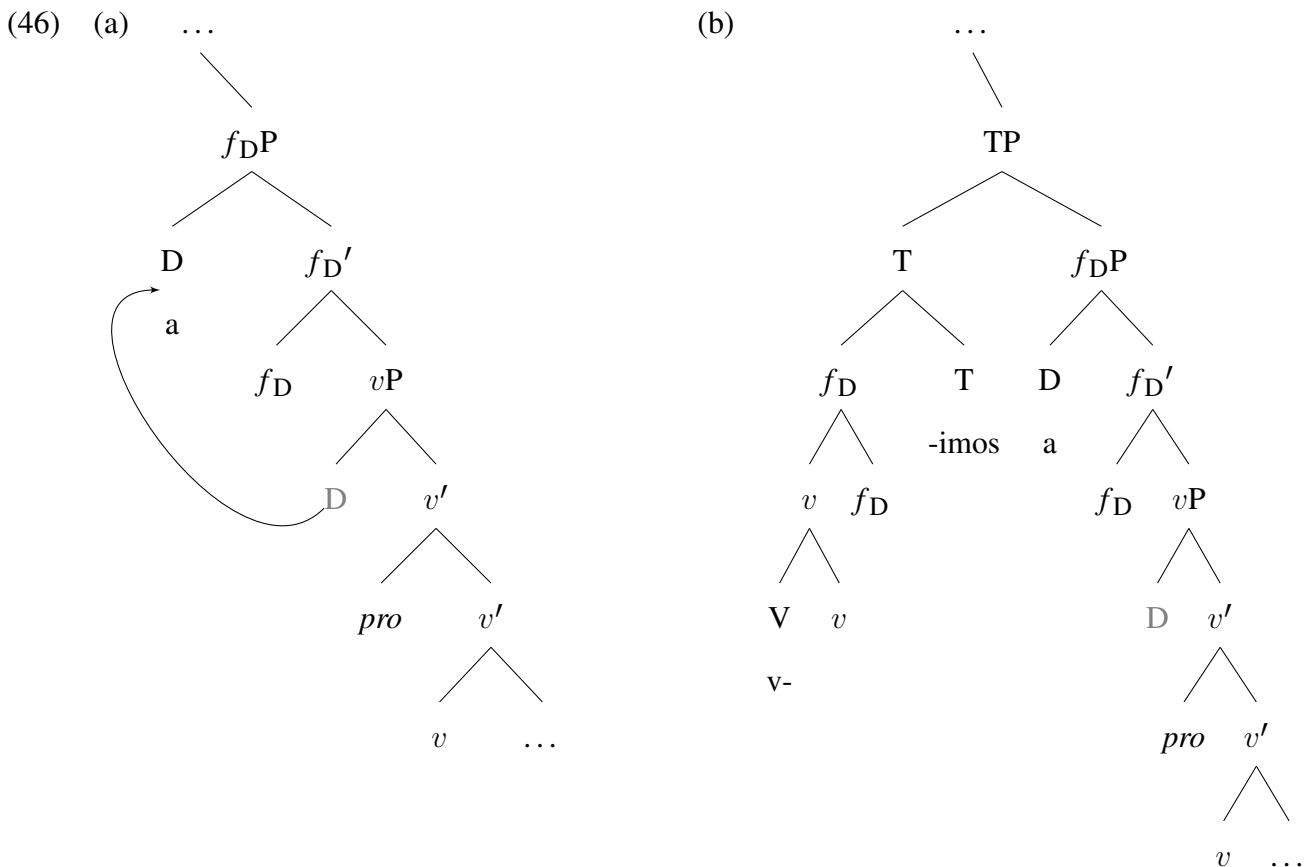 (46) (a) … (b) …
f_DP TP
D f_D′ T f_DP
a
f_D vP f_D T D f_D′
-imos a
D v′ v f_D f_D vP
pro v′ V v D v′
v-
v … pro v′
v …